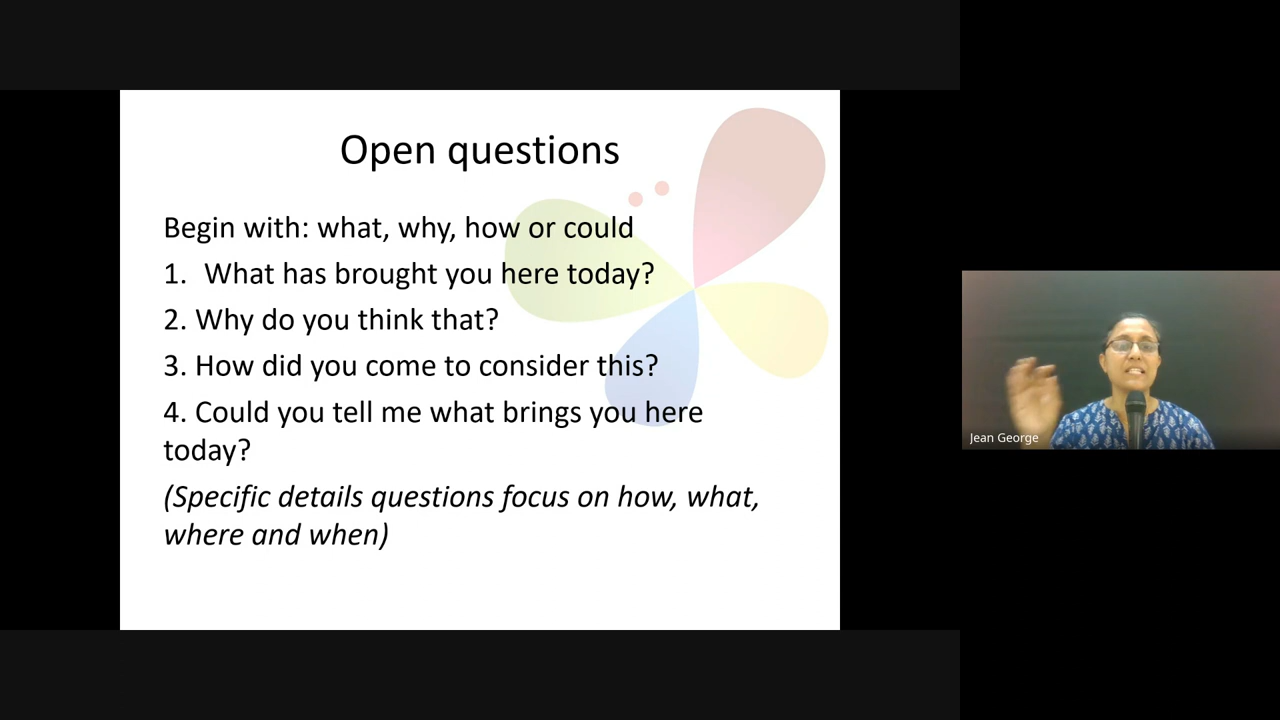 Open questions
Begin with: what, why, how or could
1. What has brought you here today?
2. Why do you think that?
3. How did you come to consider this?
4. Could you tell me what brings you here
today?
(Specific details questions focus on how, what,
where and when)
Jean George